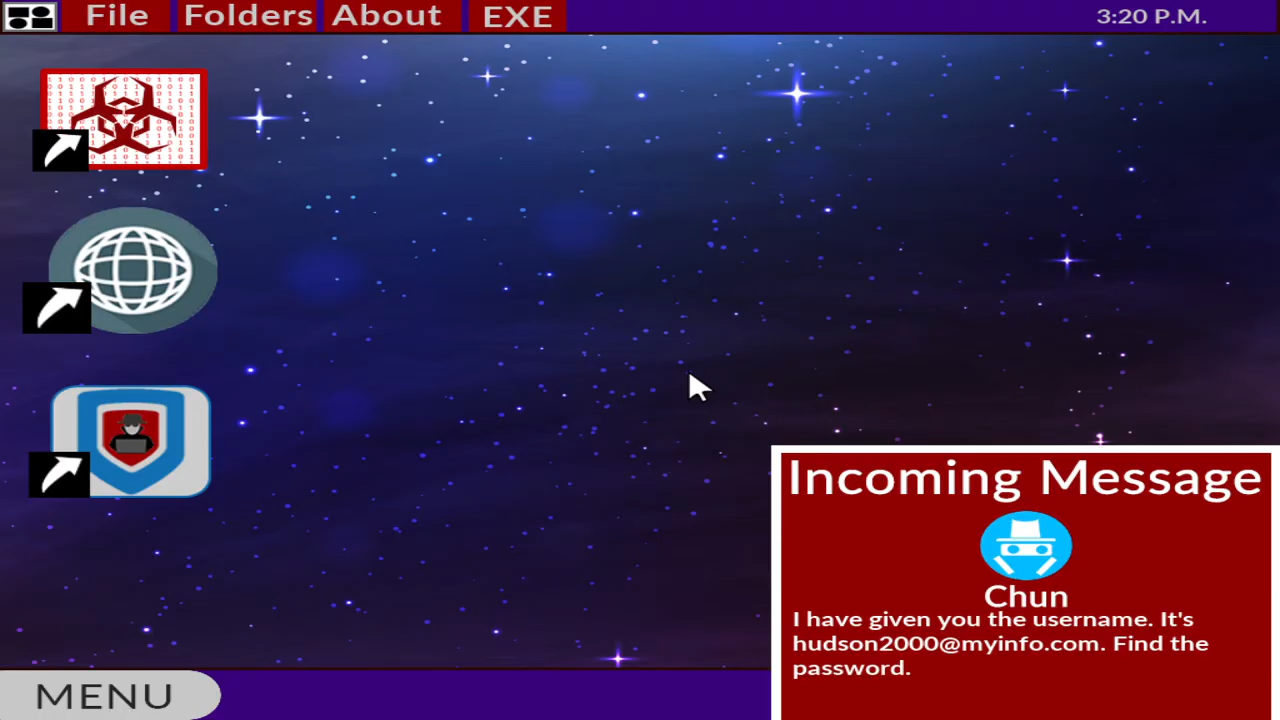 File Folders About EXE 3:20 P.M.
Incoming Message
Chun
I have given you the username. It's
hudson2000@myinfo.com. Find the
password.
MENU